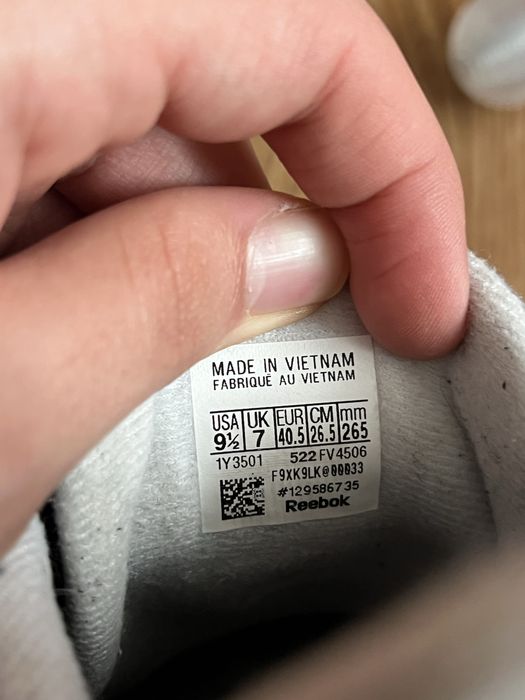 MADE IN VIETNAM
FABRIQUÉ AU VIETNAM
USA UK EUR CM mm
9½ 7 40.5 26.5 265
1Y3501 522 FV4506
F9XK9LK@00033
#129586735
Reebok